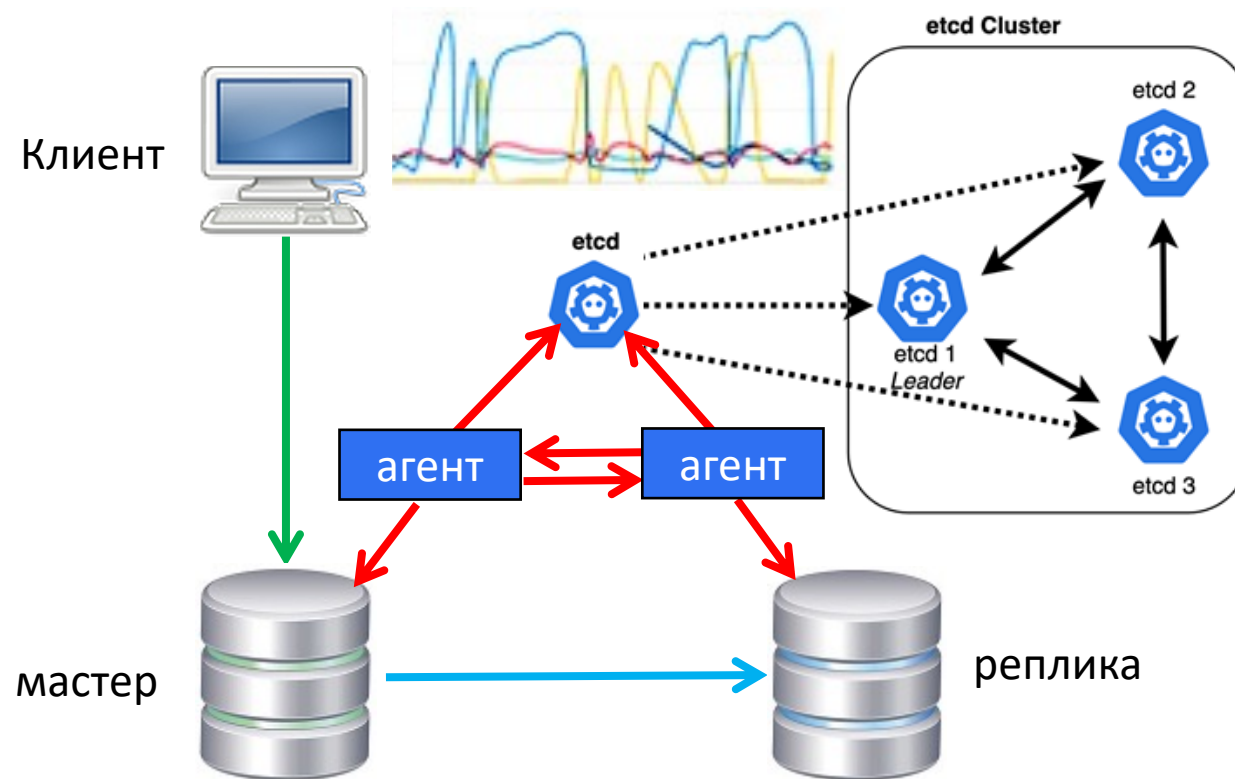 etcd Cluster
etcd 2
Клиент
etcd
etcd 1
Leader
агент
агент
etcd 3
мастер
реплика